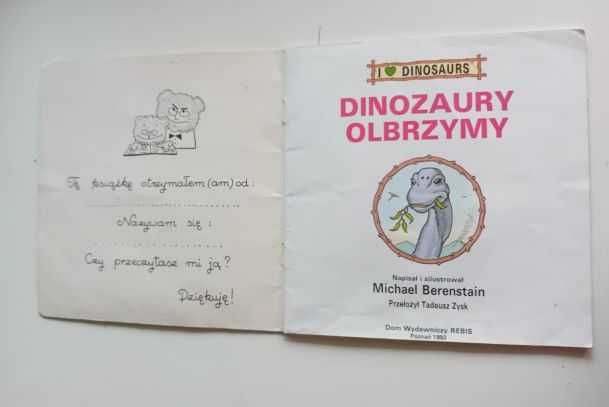 Tę książkę otrzymałem(am) od:
Nazywam się:
Czy przeczytasz mi ją?
Dziękuję!
I ♥ DINOSAURS
DINOZAURY
OLBRZYMY
Napisał i zilustrował
Michael Berenstain
Przełożył Tadeusz Zysk
Dom Wydawniczy REBIS
Poznań 1993